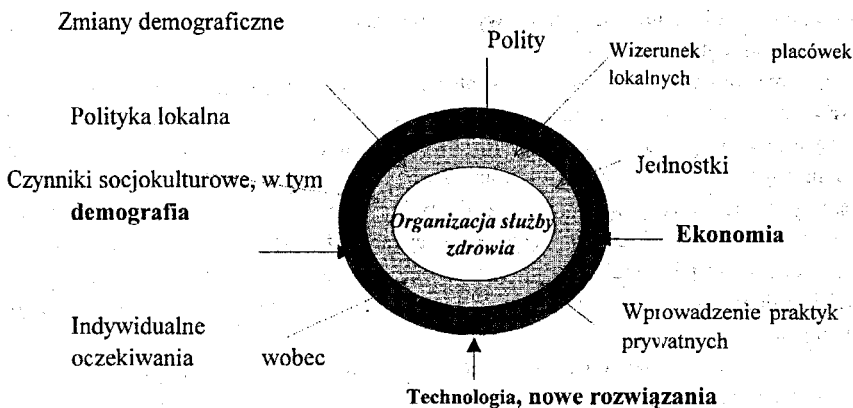 Zmiany demograficzne
Polity
Wizerunek placówek
lokalnych
Polityka lokalna
Jednostki
Czynniki socjokulturowe, w tym
demografia
Organizacja służby
zdrowia
Ekonomia
Indywidualne
oczekiwania wobec
Wprowadzenie praktyk
prywatnych
Technologia, nowe rozwiązania